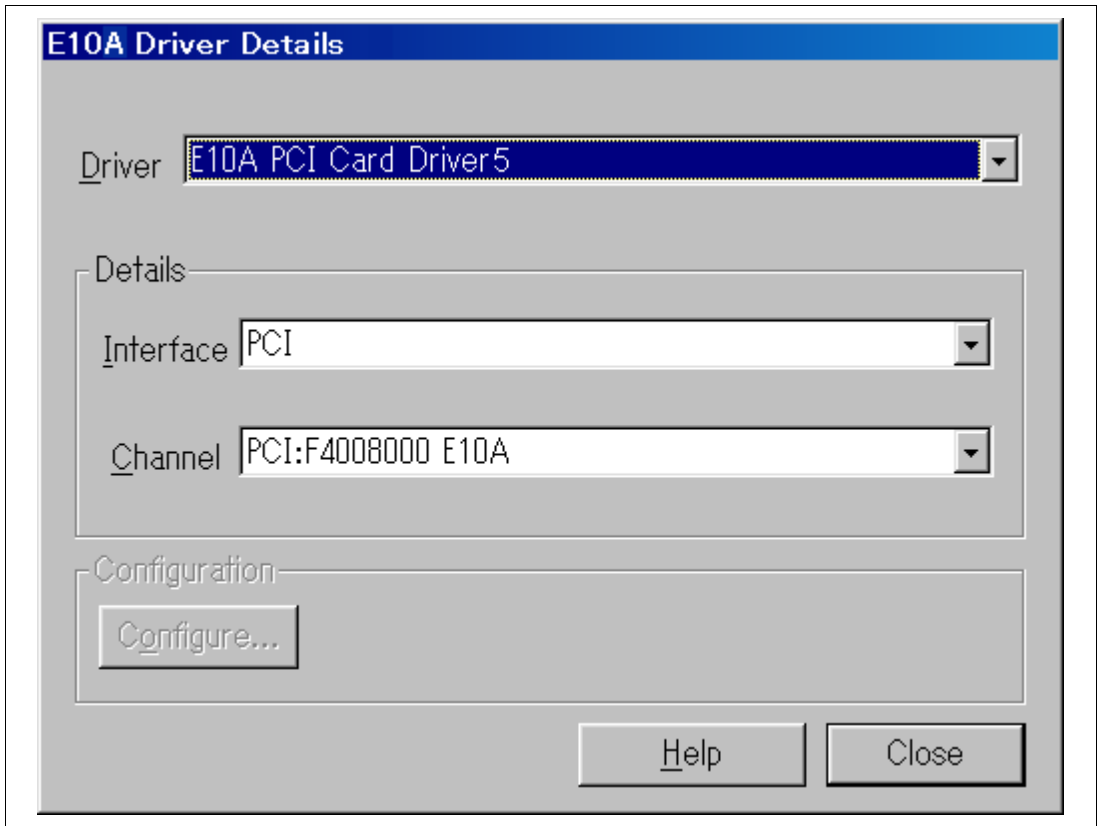 E10A Driver Details
Driver E10A PCI Card Driver5
Details
Interface PCI
Channel PCI:F4008000 E10A
Configuration
Configure...
Help Close